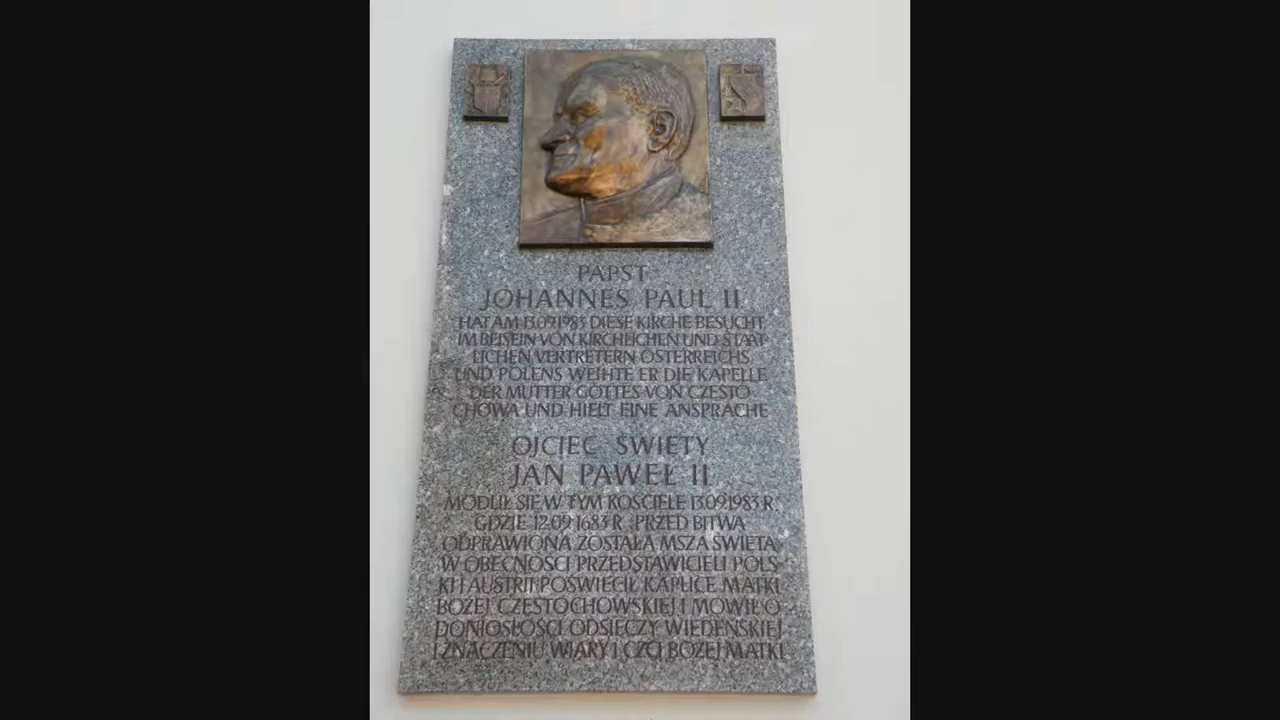 PAPST
JOHANNES PAUL II
HAT AM 13.09.1983 DIESE KIRCHE BESUCHT
IM BEISEIN VON KIRCHLICHEN UND STAAT
LICHEN VERTRETERN ÖSTERREICHS
UND POLENS WEIHTE ER DIE KAPELLE
DER MUTTER GOTTES VON CZESTO
CHOWA UND HIELT EINE ANSPRACHE
OJCIEC ŚWIĘTY
JAN PAWEŁ II
MODLIŁ SIĘ W TYM KOŚCIELE 13.09.1983 R.
GDZIE 12.09.1683 R. PRZED BITWĄ
ODPRAWIONA ZOSTAŁA MSZA ŚWIĘTA
W OBECNOŚCI PRZEDSTAWICIELI POLS
KI I AUSTRII POŚWIĘCIŁ KAPLICĘ MATKI
BOŻEJ CZĘSTOCHOWSKIEJ I MÓWIŁ O
DONIOSŁOŚCI ODSIECZY WIEDEŃSKIEJ
I ZNACZENIU WIARY I CZCI BOŻEJ MATKI